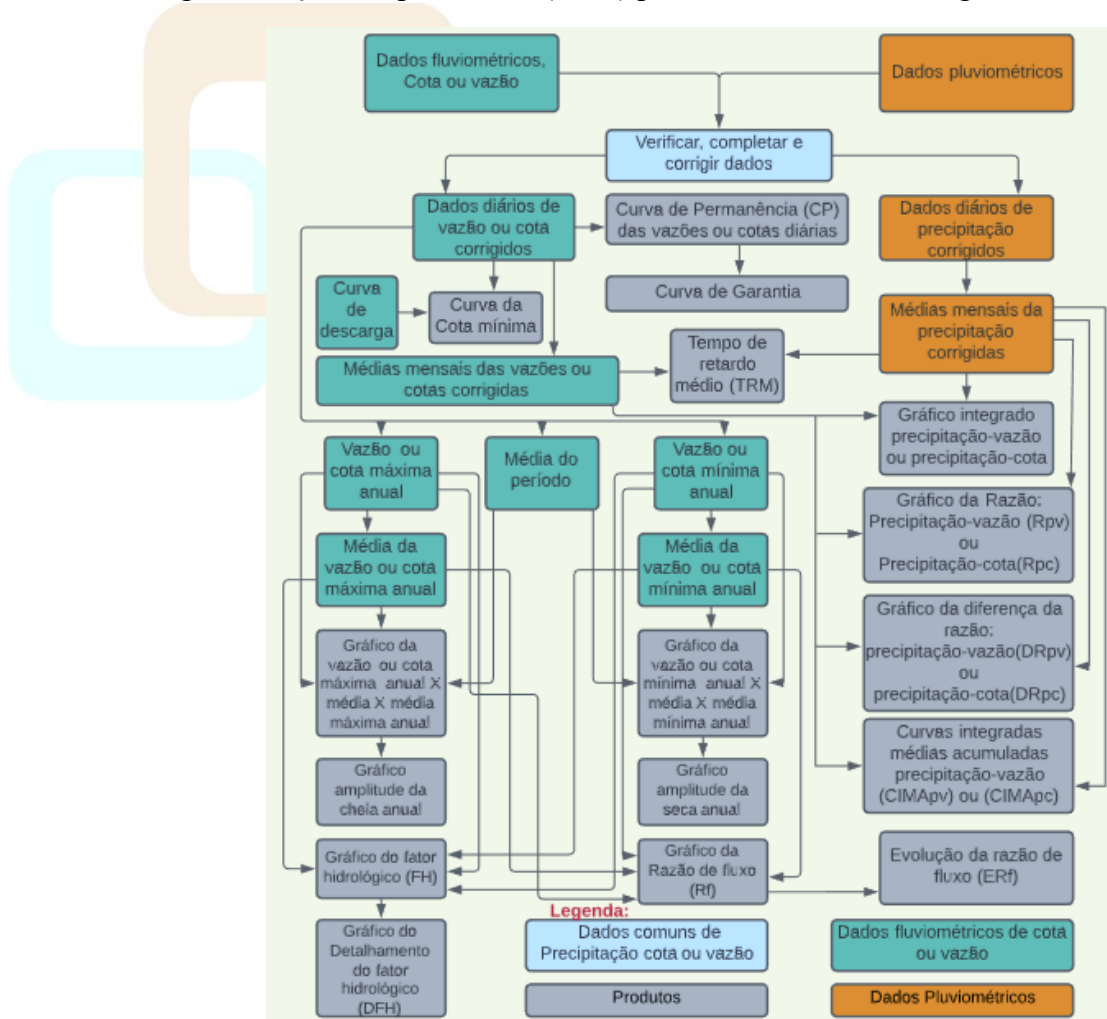 Dados fluviométricos,
Cota ou vazão
Dados pluviométricos
Verificar, completar e
corrigir dados
Dados diários de
vazão ou cota
corrigidos
Curva de Permanência (CP)
das vazões ou cotas diárias
Dados diários de
precipitação
corrigidos
Curva
de
descarga
Curva da
Cota mínima
Curva de Garantia
Médias mensais da
precipitação
corrigidas
Tempo de
retardo
médio (TRM)
Médias mensais das vazões ou
cotas corrigidas
Gráfico integrado
precipitação-vazão
ou precipitação-cota
Vazão ou
cota máxima
anual
Média do
período
Vazão ou
cota mínima
anual
Gráfico da Razão:
Precipitação-vazão (Rpv)
ou
Precipitação-cota(Rpc)
Média da
vazão ou cota
máxima anual
Média da
vazão ou cota
mínima anual
Gráfico da diferença da
razão:
precipitação-vazão(DRpv)
ou
precipitação-cota(DRpc)
Gráfico da
vazão ou cota
máxima anual X
média X média
máxima anual
Gráfico da
vazão ou cota
mínima anual X
média X média
mínima anual
Curvas integradas
médias acumuladas
precipitação-vazão
(CIMApv) ou (CIMApc)
Gráfico
amplitude da
cheia anual
Gráfico
amplitude da
seca anual
Gráfico do fator
hidrológico (FH)
Gráfico da
Razão de fluxo
(Rf)
Evolução da razão de
fluxo (ERf)
Gráfico do
Detalhamento
do fator
hidrológico
(DFH)
Legenda:
Dados comuns de
Precipitação cota ou vazão
Dados fluviométricos de cota
ou vazão
Produtos
Dados Pluviométricos